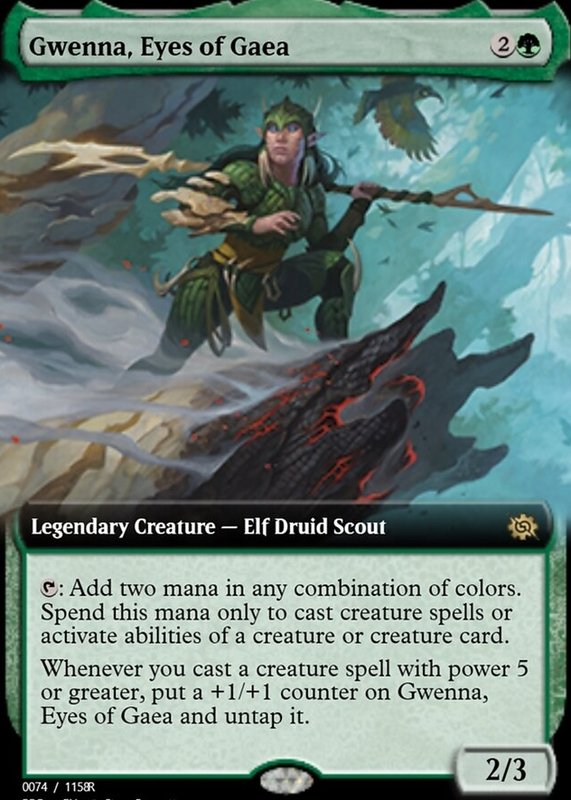 Gwenna, Eyes of Gaea 2
Legendary Creature — Elf Druid Scout
: Add two mana in any combination of colors.
Spend this mana only to cast creature spells or
activate abilities of a creature or creature card.
Whenever you cast a creature spell with power 5
or greater, put a +1/+1 counter on Gwenna,
Eyes of Gaea and untap it.
2/3
0074 / 1158R